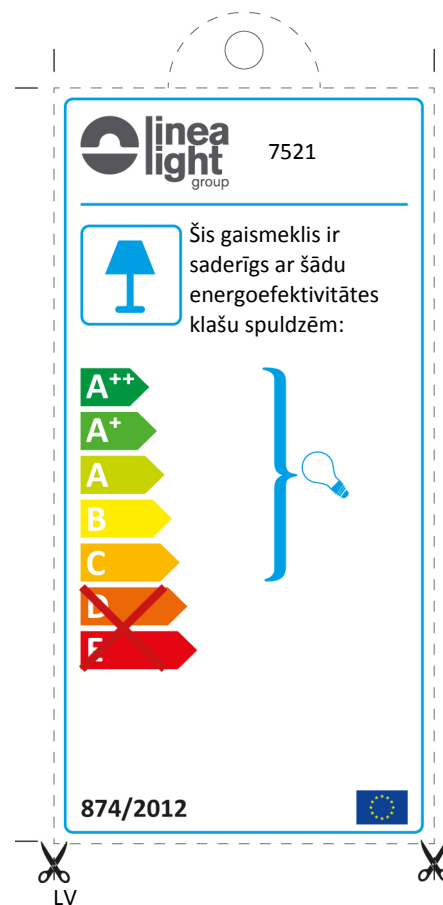 linea
light
group
7521
Šis gaismeklis ir
saderīgs ar šādu
energoefektivitātes
klašu spuldzēm:
A++
A+
A
B
C
D
E
874/2012
LV